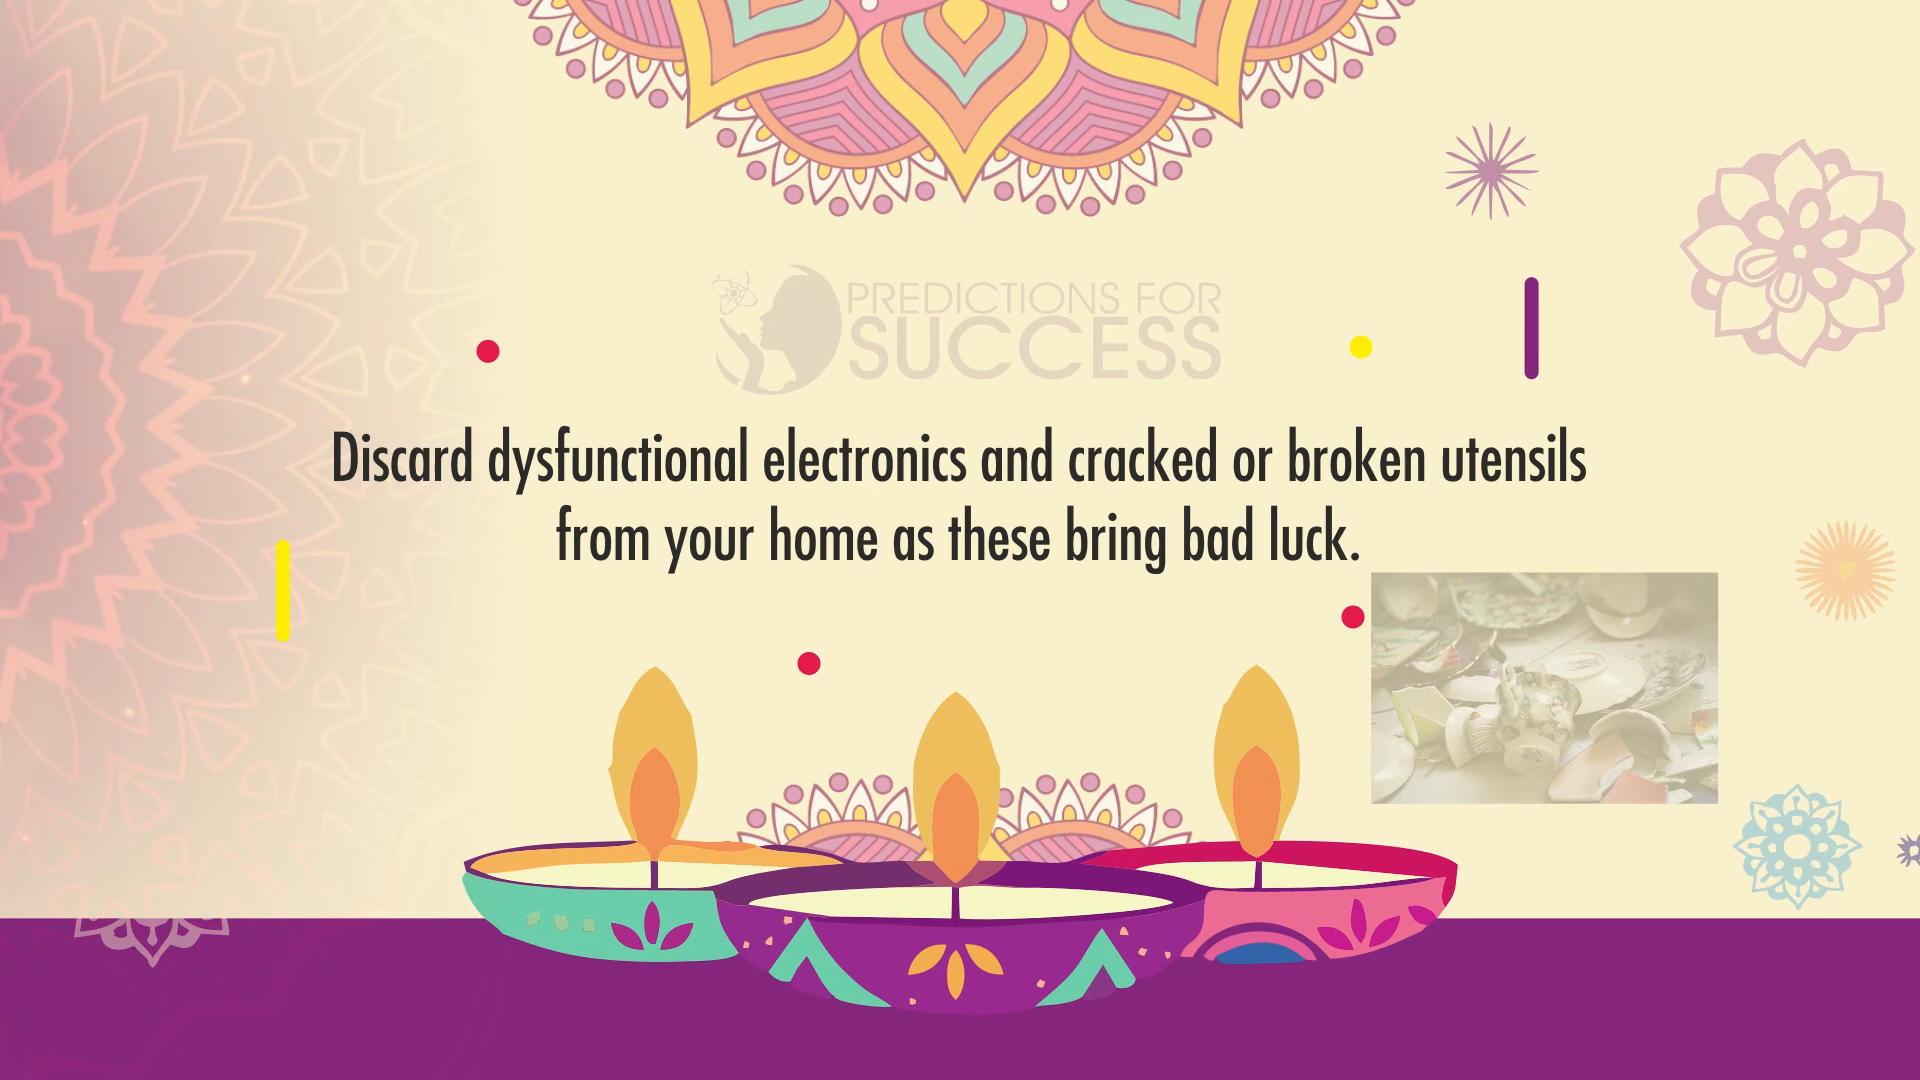 PREDICTIONS FOR
SUCCESS
Discard dysfunctional electronics and cracked or broken utensils
from your home as these bring bad luck.